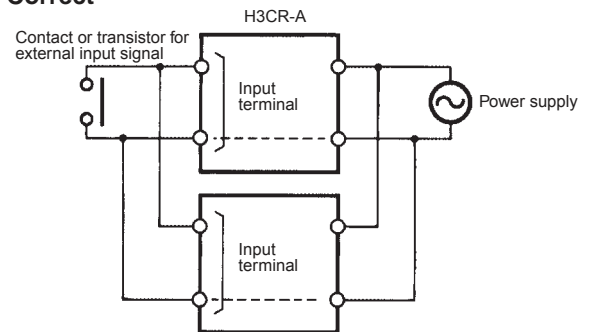 Correct
H3CR-A
Contact or transistor for
external input signal
Input
terminal
Power supply
Input
terminal